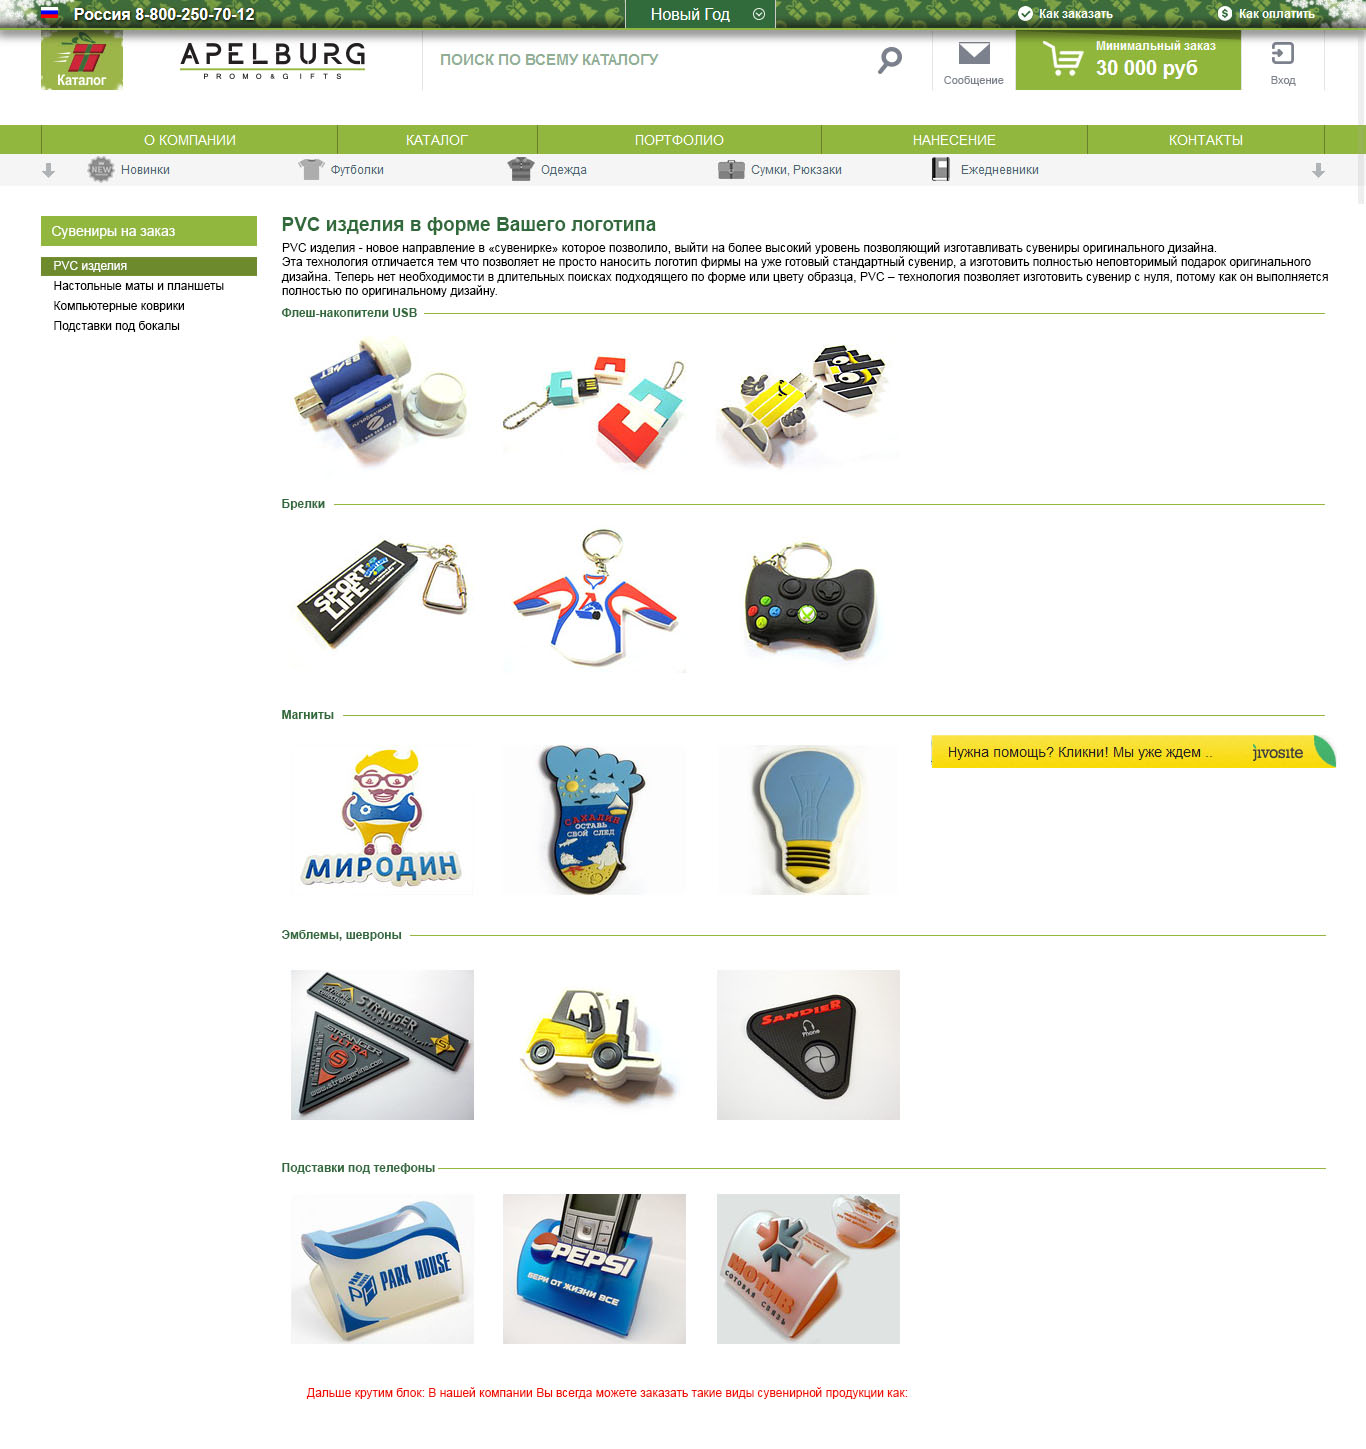 Россия 8-800-250-70-12
Новый Год
Как заказать
Как оплатить
Каталог
APELBURG
PROMO & GIFTS
ПОИСК ПО ВСЕМУ КАТАЛОГУ
Сообщение
Минимальный заказ
30 000 руб
Вход
О КОМПАНИИ
КАТАЛОГ
ПОРТФОЛИО
НАНЕСЕНИЕ
КОНТАКТЫ
NEW
Новинки
Футболки
Одежда
Сумки, Рюкзаки
Ежедневники
Сувениры на заказ
PVC изделия
Настольные маты и планшеты
Компьютерные коврики
Подставки под бокалы
PVC изделия в форме Вашего логотипа
PVC изделия - новое направление в «сувенирке» которое позволило, выйти на более высокий уровень позволяющий изготавливать сувениры оригинального дизайна.
Эта технология отличается тем что позволяет не просто наносить логотип фирмы на уже готовый стандартный сувенир, а изготовить полностью неповторимый подарок оригинального
дизайна. Теперь нет необходимости в длительных поисках подходящего по форме или цвету образца, PVC – технология позволяет изготовить сувенир с нуля, потому как он выполняется
полностью по оригинальному дизайну.
Флеш-накопители USB
Брелки
SPORT
LIFE
Магниты
Нужна помощь? Кликни! Мы уже ждем ..
jivosite
МИРОДИН
САХАЛИН
ОСТАВЬ
СВОЙ СЛЕД
Эмблемы, шевроны
STRANGER
STRANGER
ULTRA
www.strangerline.com
SANDIER
Phone
Подставки под телефоны
PARK HOUSE
PEPSI
БЕРИ ОТ ЖИЗНИ ВСЕ
МОТИВ
СОТОВАЯ СВЯЗЬ
Дальше крутим блок: В нашей компании Вы всегда можете заказать такие виды сувенирной продукции как: